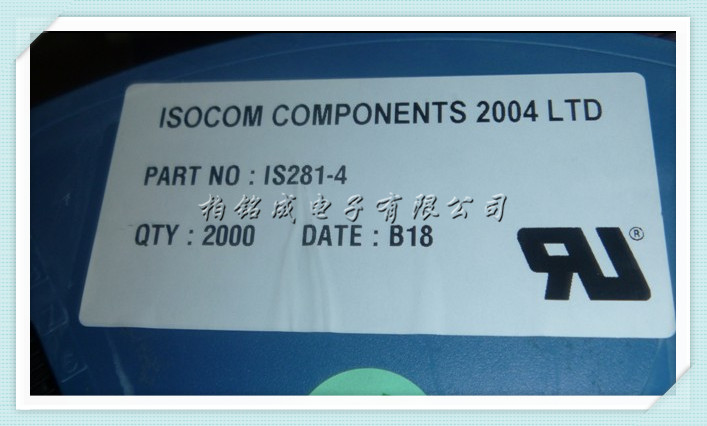 ISOCOM COMPONENTS 2004 LTD
PART NO : IS281-4
柏铭成电子有限公司
QTY : 2000 DATE : B18
RU ®